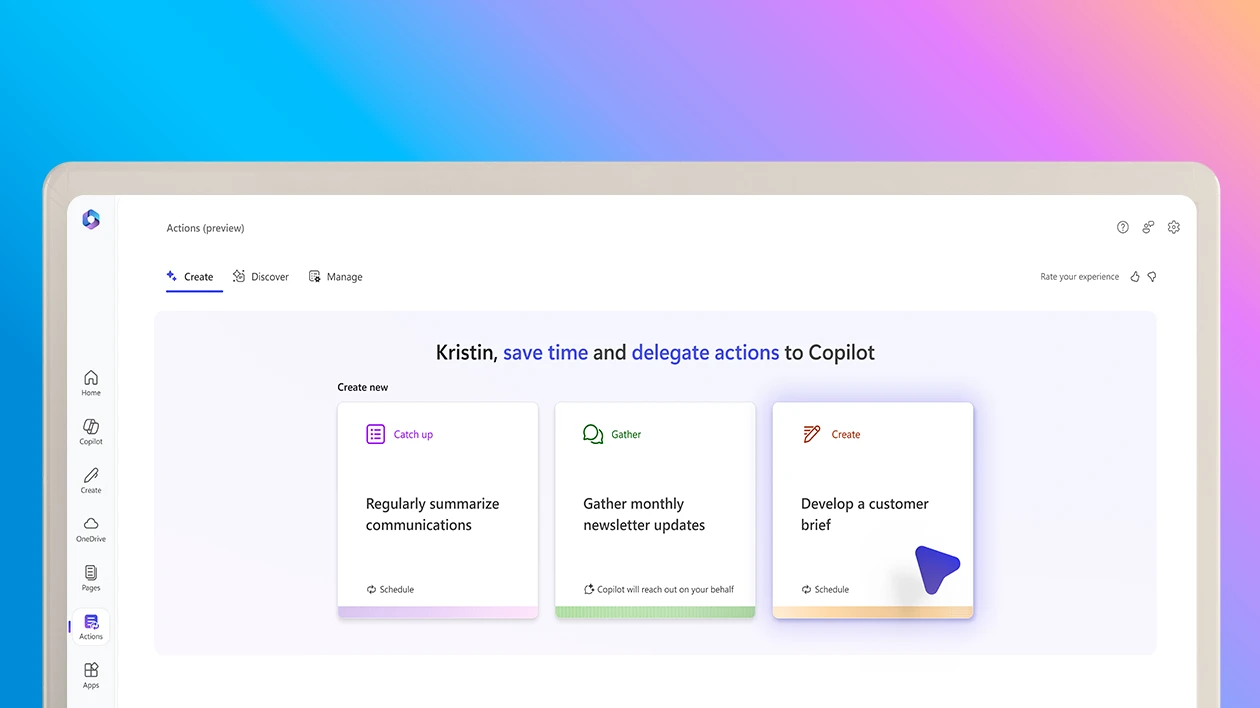 Actions (preview)
Create
Discover
Manage
Rate your experience
Home
Copilot
Create
OneDrive
Pages
Actions
Apps
Kristin, save time and delegate actions to Copilot
Create new
Catch up
Regularly summarize
communications
Schedule
Gather
Gather monthly
newsletter updates
Copilot will reach out on your behalf
Create
Develop a customer
brief
Schedule